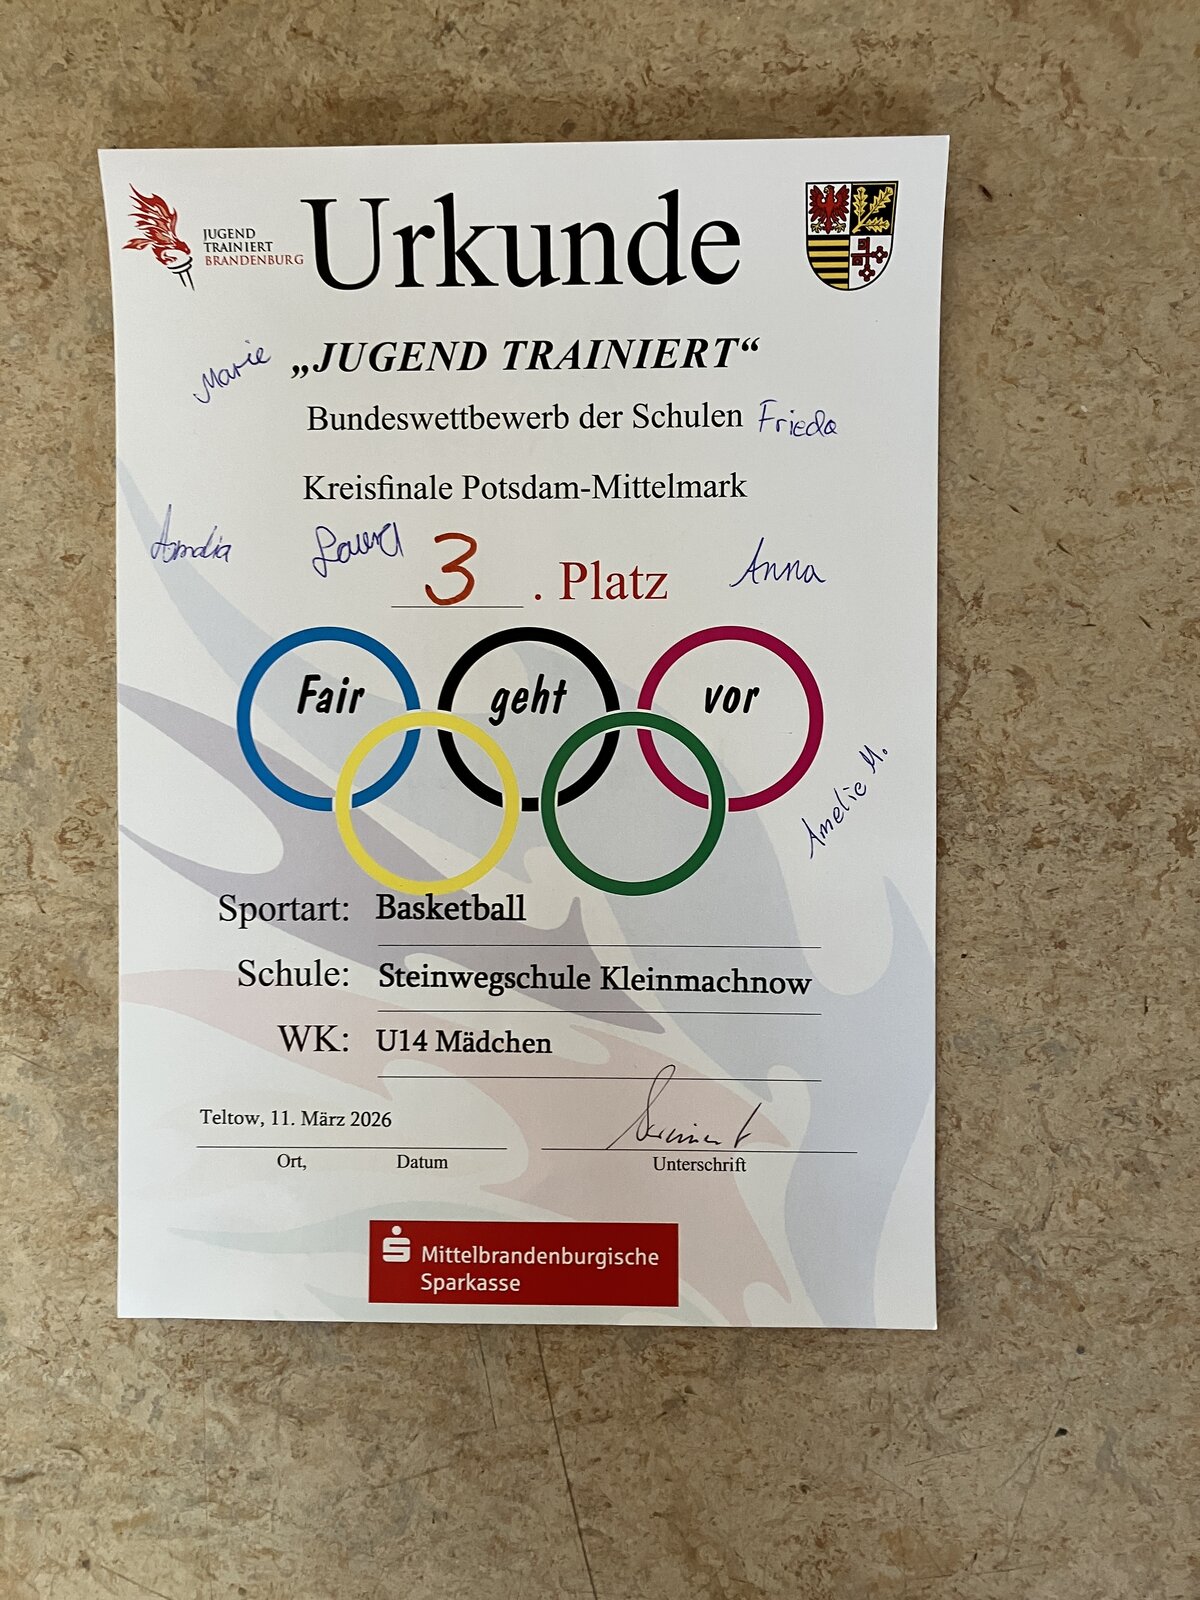 JUGEND
TRAINIERT
BRANDENBURG
Urkunde
Marie
„JUGEND TRAINIERT“
Bundeswettbewerb der Schulen
Frieda
Kreisfinale Potsdam-Mittelmark
Amalia
Laura
3. Platz
Anna
Fair geht vor
Amelie M.
Sportart: Basketball
Schule: Steinwegschule Kleinmachnow
WK: U14 Mädchen
Teltow, 11. März 2026
Ort, Datum
Unterschrift
Mittelbrandenburgische
Sparkasse